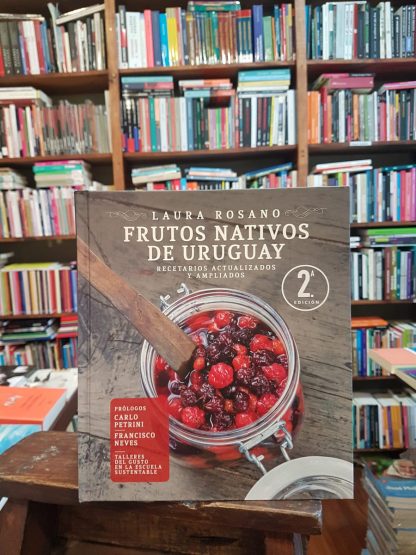 LAURA ROSANO
FRUTOS NATIVOS
DE URUGUAY
RECETARIOS ACTUALIZADOS
Y AMPLIADOS
2.ª
EDICIÓN
PRÓLOGOS
CARLO
PETRINI
FRANCISCO
NEVES
TALLERES
DEL GUSTO
EN LA ESCUELA
SUSTENTABLE